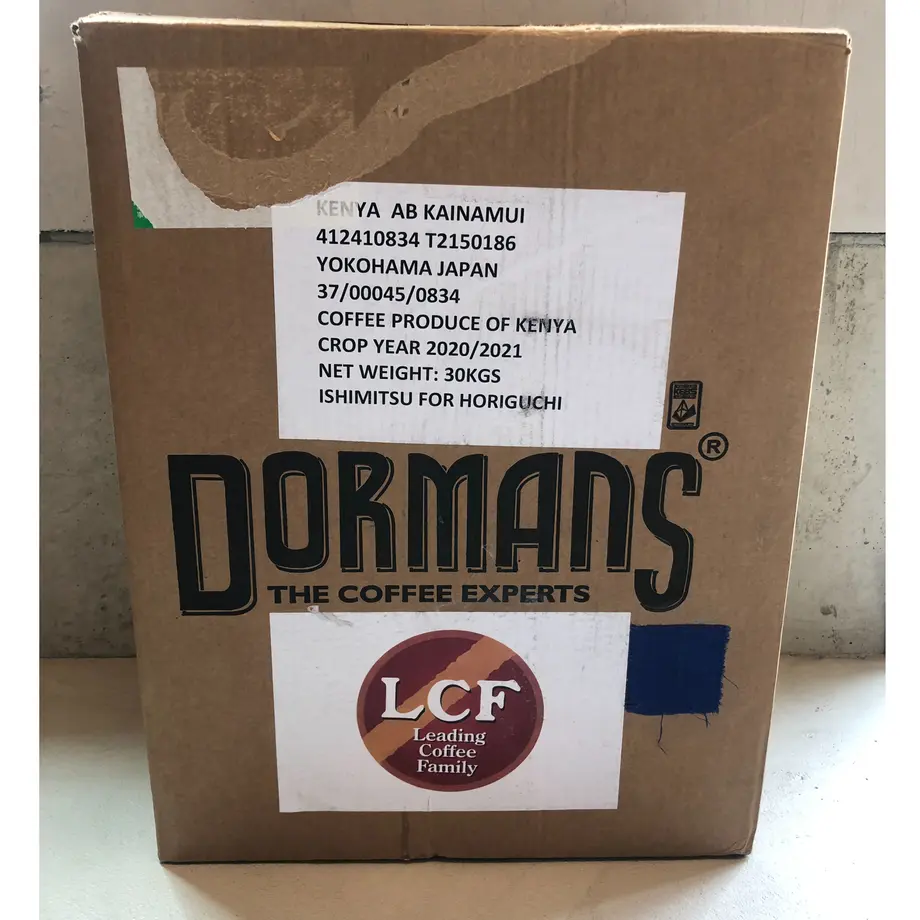 KENYA AB KAINAMUI
412410834 T2150186
YOKOHAMA JAPAN
37/00045/0834
COFFEE PRODUCE OF KENYA
CROP YEAR 2020/2021
NET WEIGHT: 30KGS
ISHIMITSU FOR HORIGUCHI
DORMANS®
THE COFFEE EXPERTS
LCF
Leading
Coffee
Family